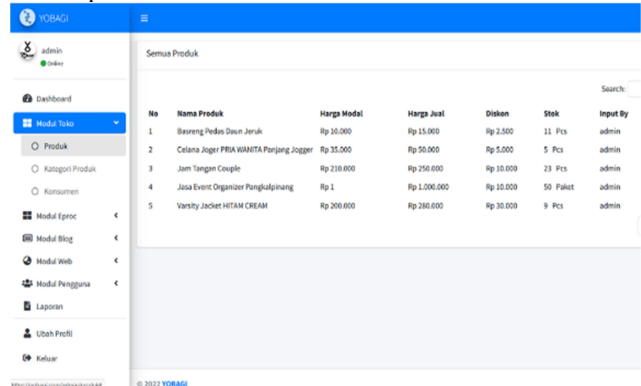 YOBAGI
admin
Online
Dashboard
Modul Toko
Produk
Kategori Produk
Konsumen
Modul Eproc
Modul Blog
Modul Web
Modul Pengguna
Laporan
Ubah Profil
Keluar
Semua Produk
Search:
No Nama Produk Harga Modal Harga Jual Diskon Stok Input By
1 Basreng Pedas Daun Jeruk Rp 10.000 Rp 15.000 Rp 2.500 11 Pcs admin
2 Celana Joger PRIA WANITA Panjang Jogger Rp 35.000 Rp 50.000 Rp 5.000 5 Pcs admin
3 Jam Tangan Couple Rp 210.000 Rp 250.000 Rp 10.000 23 Pcs admin
4 Jasa Event Organizer Pangkalpinang Rp 1 Rp 1.000.000 Rp 10.000 50 Paket admin
5 Varsity Jacket HITAM CREAM Rp 200.000 Rp 280.000 Rp 30.000 9 Pcs admin
© 2022 YOBAGI